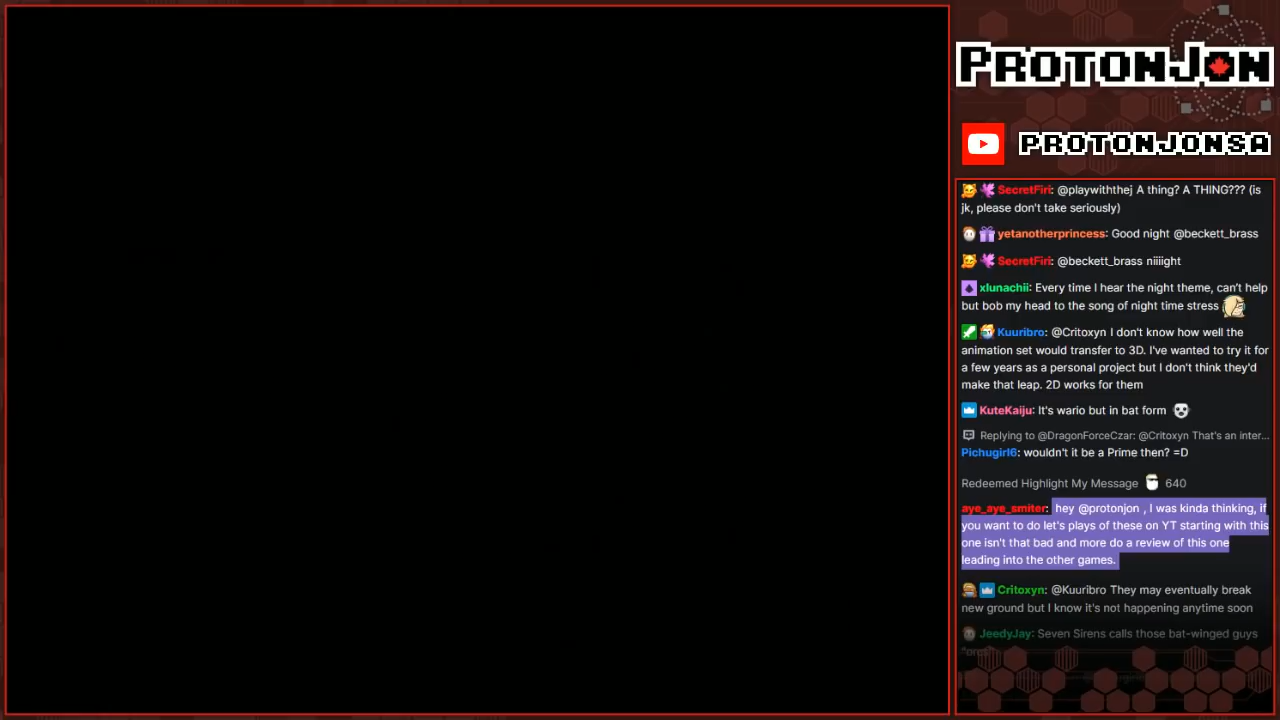 PROTONJON
PROTONJONSA
SecretFiri: @playwiththej A thing? A THING??? (is
jk, please don't take seriously)
yetanotherprincess: Good night @beckett_brass
SecretFiri: @beckett_brass niiiight
xlunachii: Every time I hear the night theme, can't help
but bob my head to the song of night time stress
Kuuribro: @Critoxyn I don't know how well the
animation set would transfer to 3D. I've wanted to try it for
a few years as a personal project but I don't think they'd
make that leap. 2D works for them
KuteKaiju: It's wario but in bat form
Replying to @DragonForceCzar: @Critoxyn That's an inter...
Pichugirl6: wouldn't it be a Prime then? =D
Redeemed Highlight My Message 640
aye_aye_smiter: hey @protonjon , I was kinda thinking, if
you want to do let's plays of these on YT starting with this
one isn't that bad and more do a review of this one
leading into the other games.
Critoxyn: @Kuuribro They may eventually break
new ground but I know it's not happening anytime soon
JeedyJay: Seven Sirens calls those bat-winged guys